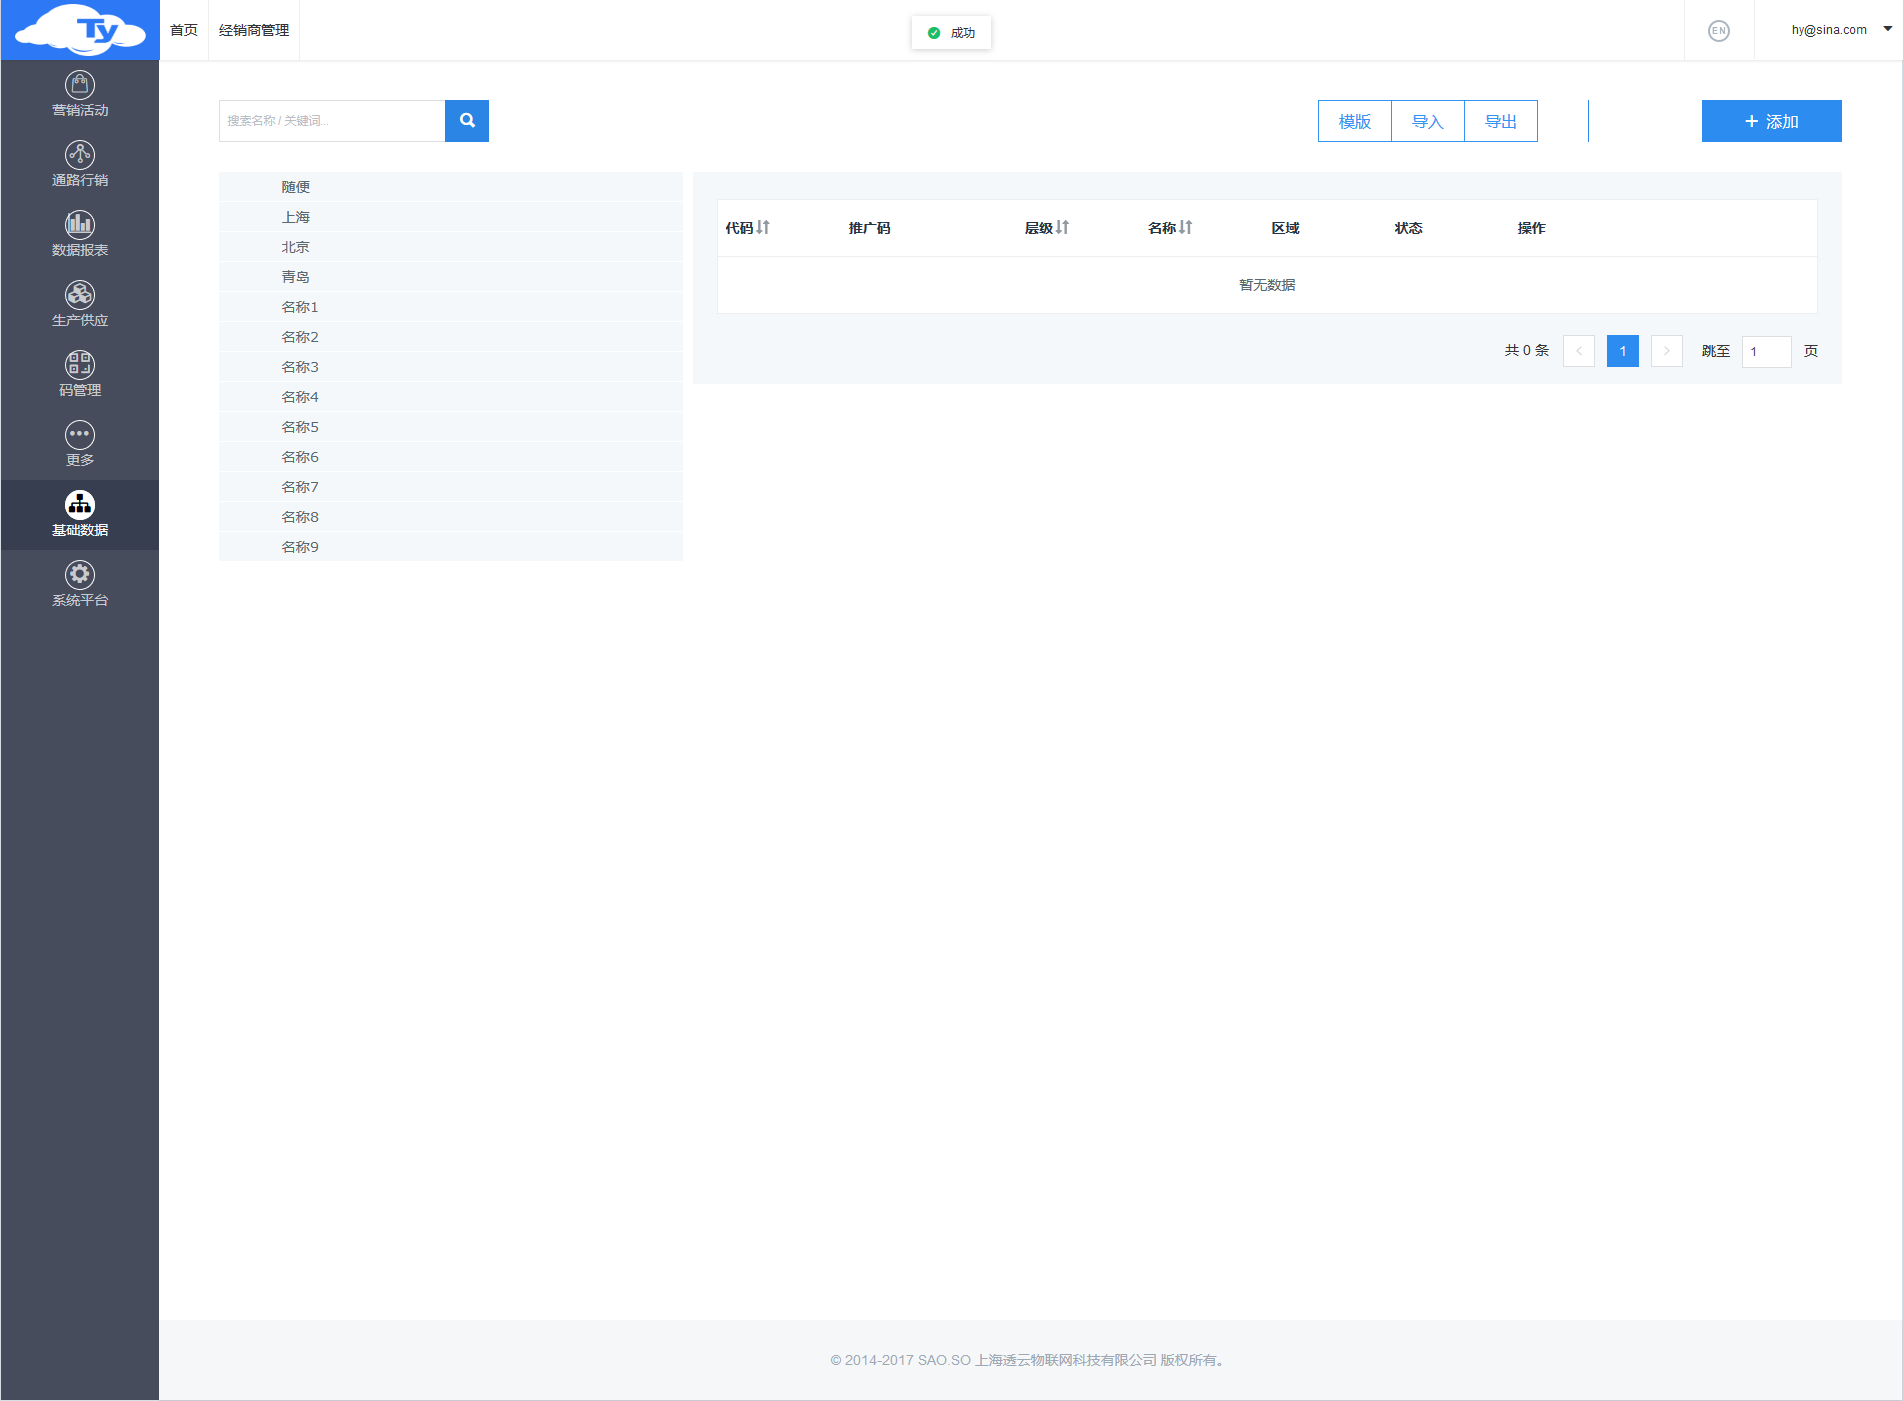 Ty
首页
经销商管理
成功
EN
hy@sina.com
营销活动
通路行销
数据报表
生产供应
码管理
更多
基础数据
系统平台
搜索名称 / 关键词...
模版
导入
导出
+ 添加
随便
上海
北京
青岛
名称1
名称2
名称3
名称4
名称5
名称6
名称7
名称8
名称9
代码 推广码 层级 名称 区域 状态 操作
暂无数据
共 0 条 < 1 > 跳至 1 页
© 2014-2017 SAO.SO 上海透云物联网科技有限公司 版权所有。